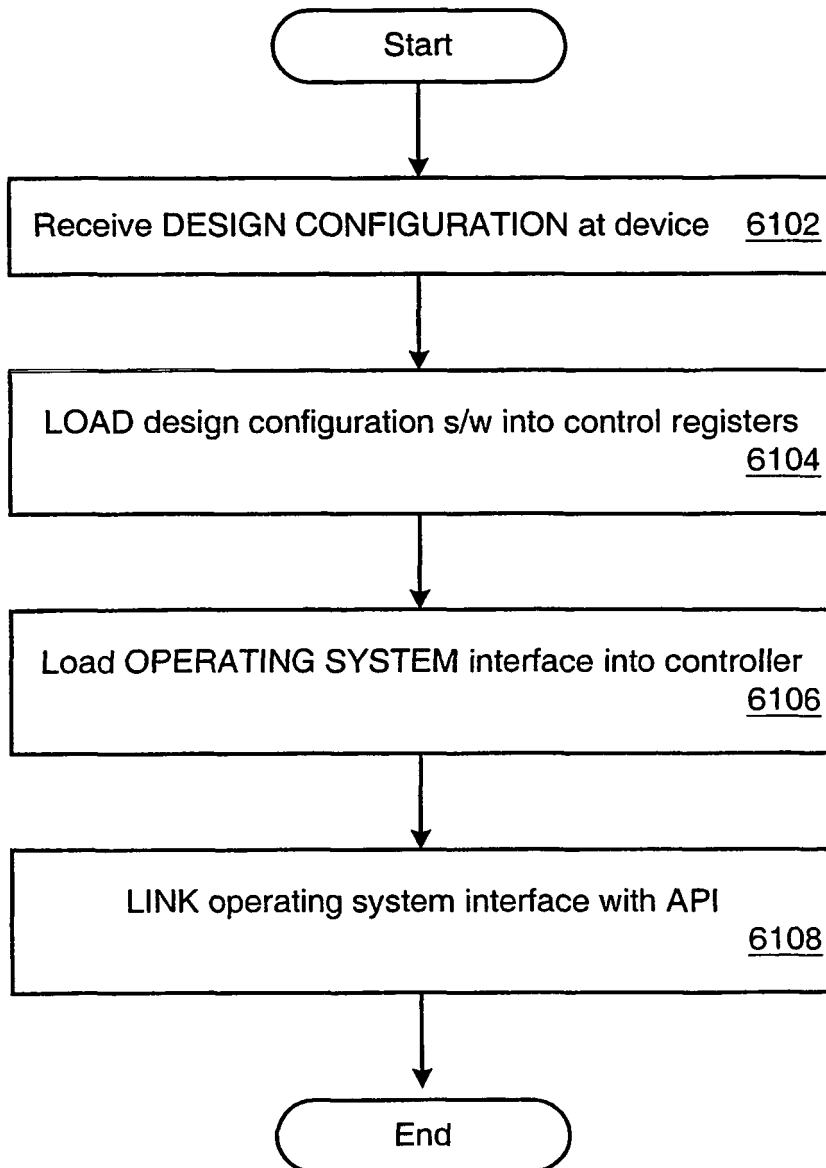 Start
Receive DESIGN CONFIGURATION at device 6102
LOAD design configuration s/w into control registers
6104
Load OPERATING SYSTEM interface into controller
6106
LINK operating system interface with API
6108
End